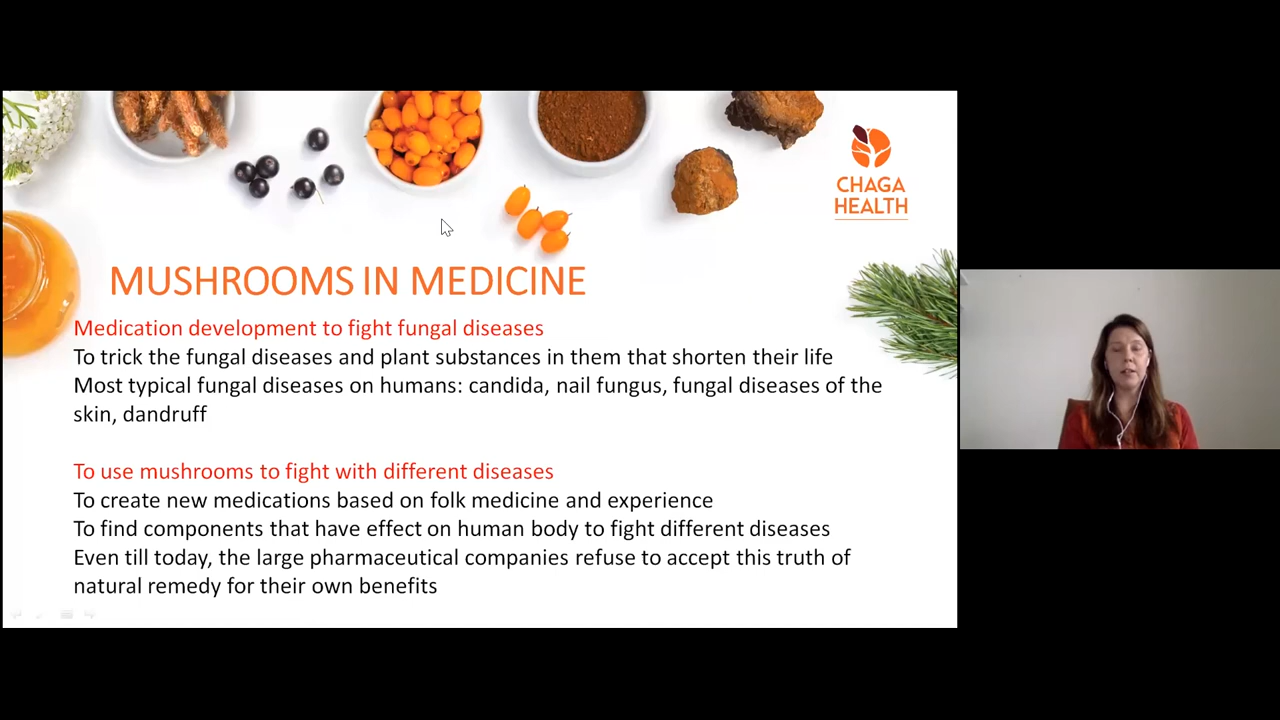 CHAGA
HEALTH
MUSHROOMS IN MEDICINE
Medication development to fight fungal diseases
To trick the fungal diseases and plant substances in them that shorten their life
Most typical fungal diseases on humans: candida, nail fungus, fungal diseases of the
skin, dandruff
To use mushrooms to fight with different diseases
To create new medications based on folk medicine and experience
To find components that have effect on human body to fight different diseases
Even till today, the large pharmaceutical companies refuse to accept this truth of
natural remedy for their own benefits